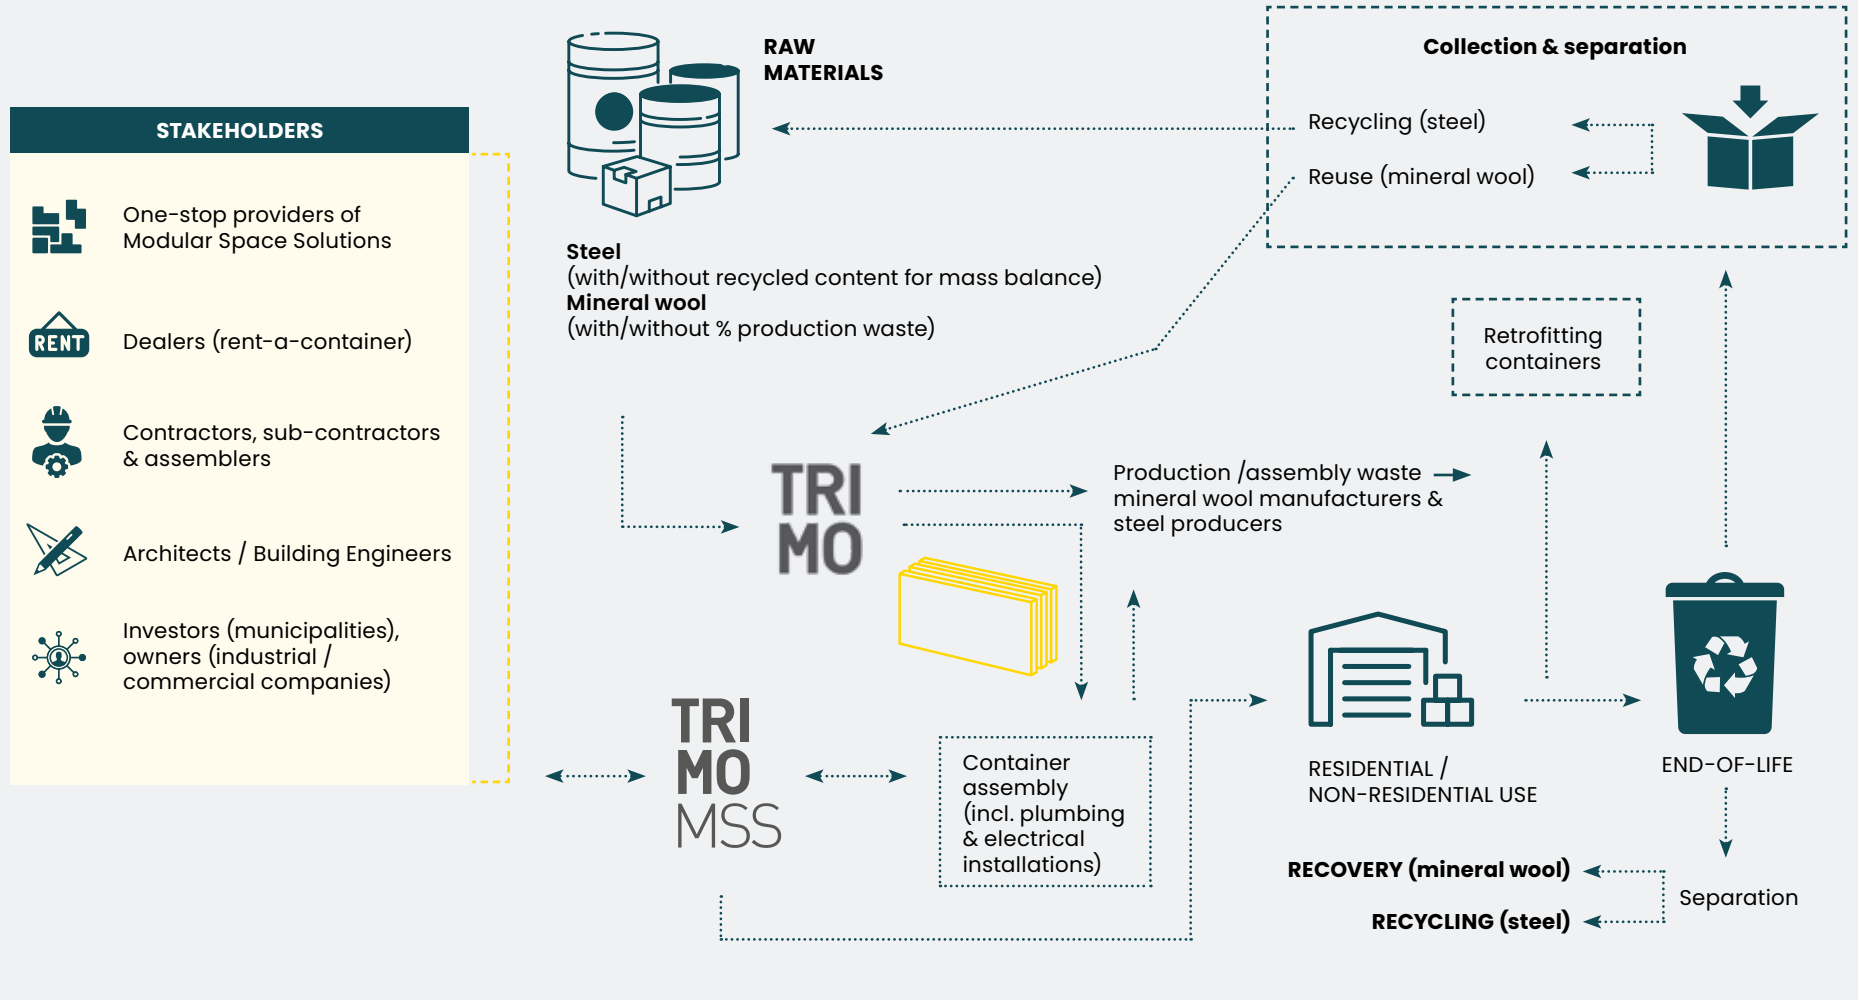 STAKEHOLDERS
One-stop providers of
Modular Space Solutions
RENT
Dealers (rent-a-container)
Contractors, sub-contractors
& assemblers
Architects / Building Engineers
Investors (municipalities),
owners (industrial /
commercial companies)
RAW
MATERIALS
Steel
(with/without recycled content for mass balance)
Mineral wool
(with/without % production waste)
Collection & separation
Recycling (steel)
Reuse (mineral wool)
Retrofitting
containers
TRI
MO
Production /assembly waste
mineral wool manufacturers &
steel producers
TRI
MO
MSS
Container
assembly
(incl. plumbing
& electrical
installations)
RESIDENTIAL /
NON-RESIDENTIAL USE
END-OF-LIFE
RECOVERY (mineral wool)
RECYCLING (steel)
Separation